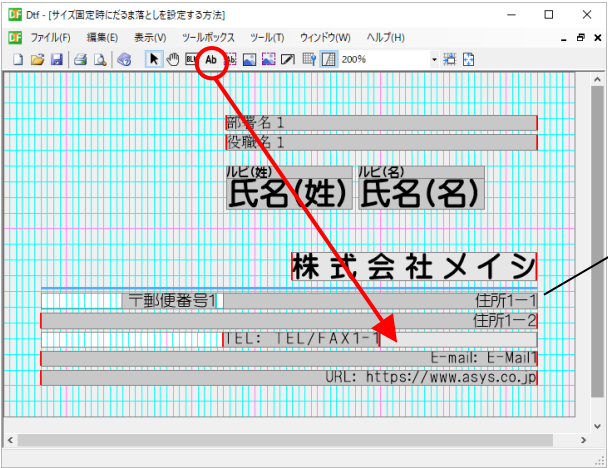 Dtf - [サイズ固定時にだるま落としを設定する方法]
ファイル(F) 編集(E) 表示(V) ツールボックス ツール(T) ウィンドウ(W) ヘルプ(H)
Ab 200%
部署名1
役職名1
ルビ(姓) ルビ(名)
氏名(姓) 氏名(名)
株式会社メイシ
〒郵便番号1 住所1-1
住所1-2
TEL: TEL/FAX1-1
E-mail: E-Mail1
URL: https://www.asys.co.jp